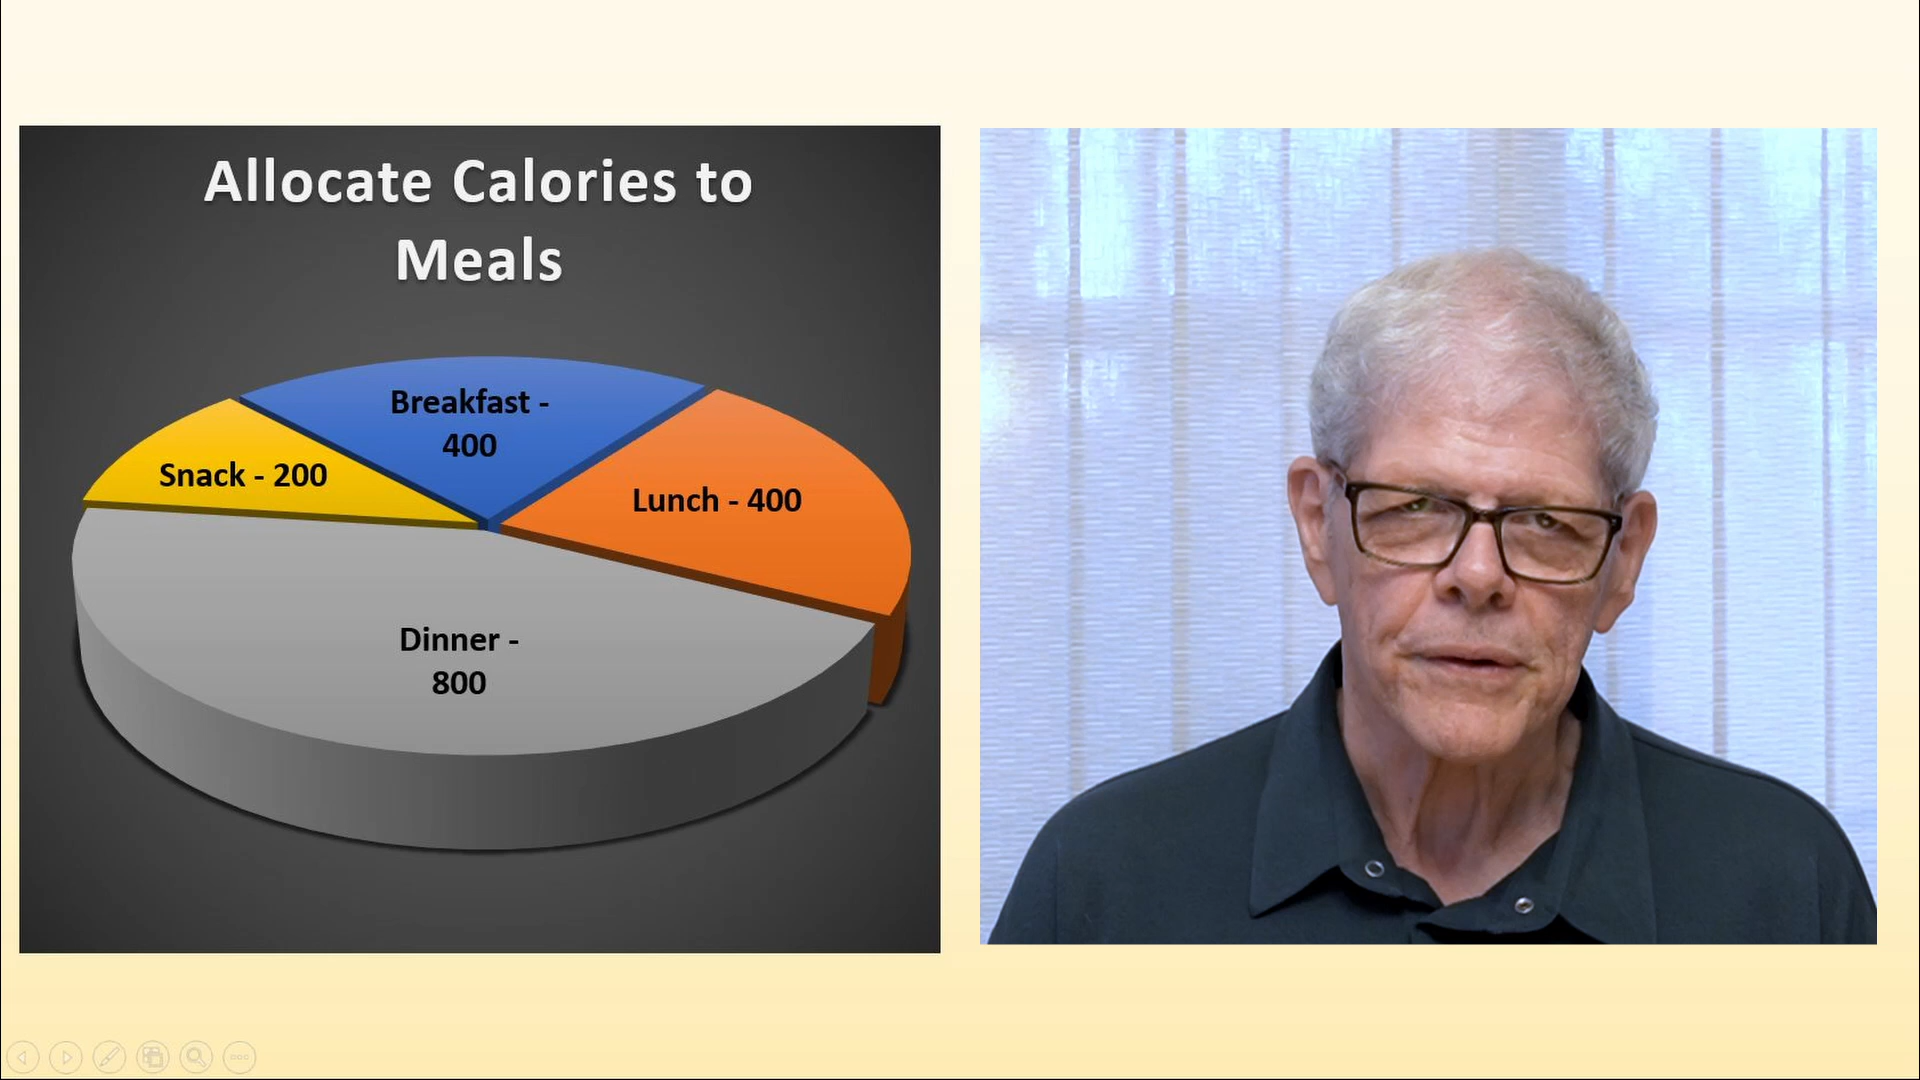 Allocate Calories to
Meals
Breakfast -
400
Snack - 200
Lunch - 400
Dinner -
800